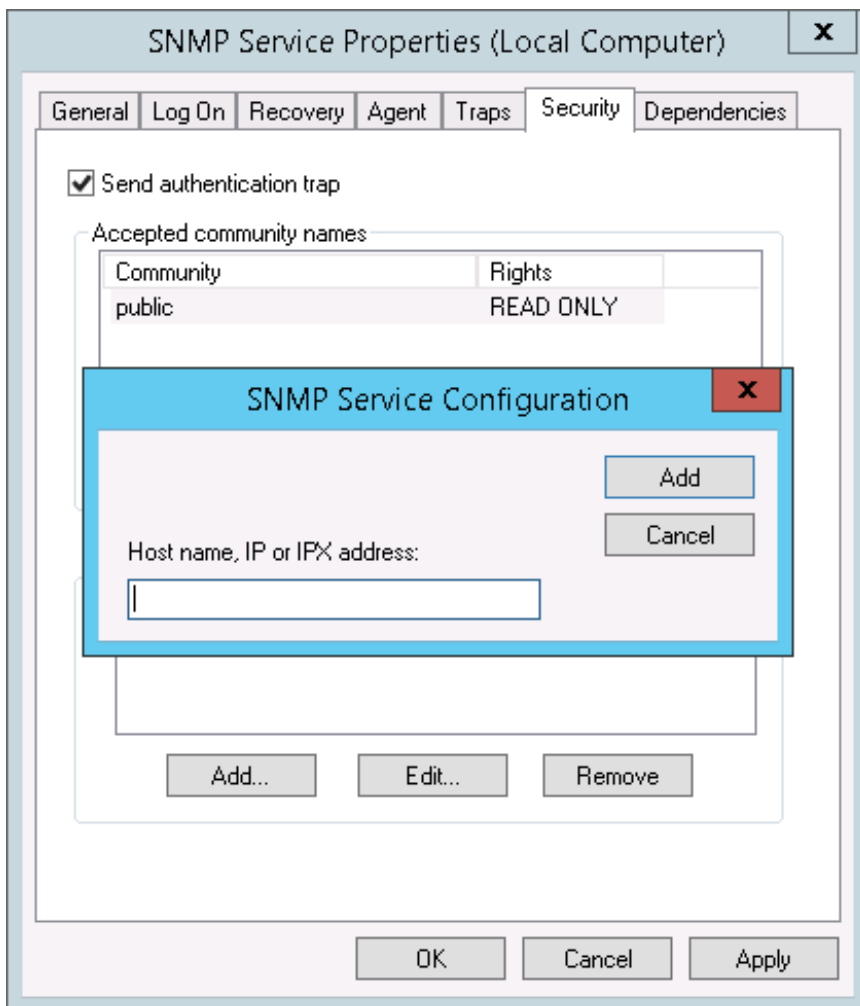 SNMP Service Properties (Local Computer)
x
General Log On Recovery Agent Traps Security Dependencies
Send authentication trap
Accepted community names
Community Rights
public READ ONLY
SNMP Service Configuration
x
Add
Cancel
Host name, IP or IPX address:
Add... Edit... Remove
OK Cancel Apply